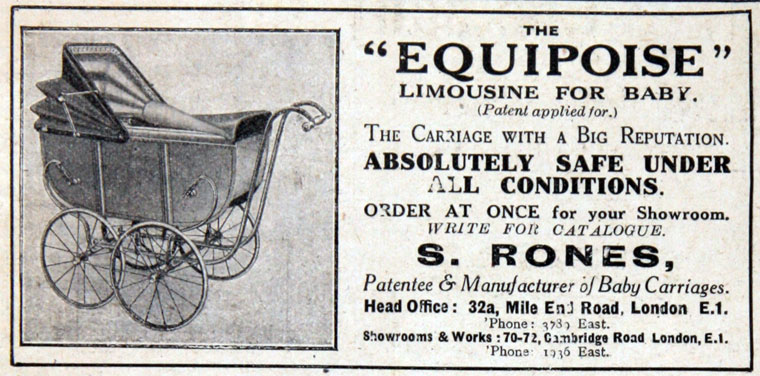 THE
"EQUIPOISE"
LIMOUSINE FOR BABY.
(Patent applied for.)
THE CARRIAGE WITH A BIG REPUTATION.
ABSOLUTELY SAFE UNDER
ALL CONDITIONS.
ORDER AT ONCE for your Showroom.
WRITE FOR CATALOGUE.
S. RONES,
Patentee & Manufacturer of Baby Carriages.
Head Office: 32a, Mile End Road, London E.1.
'Phone: 3789 East.
Showrooms & Works: 70-72, Cambridge Road London, E.1.
'Phone: 1936 East.